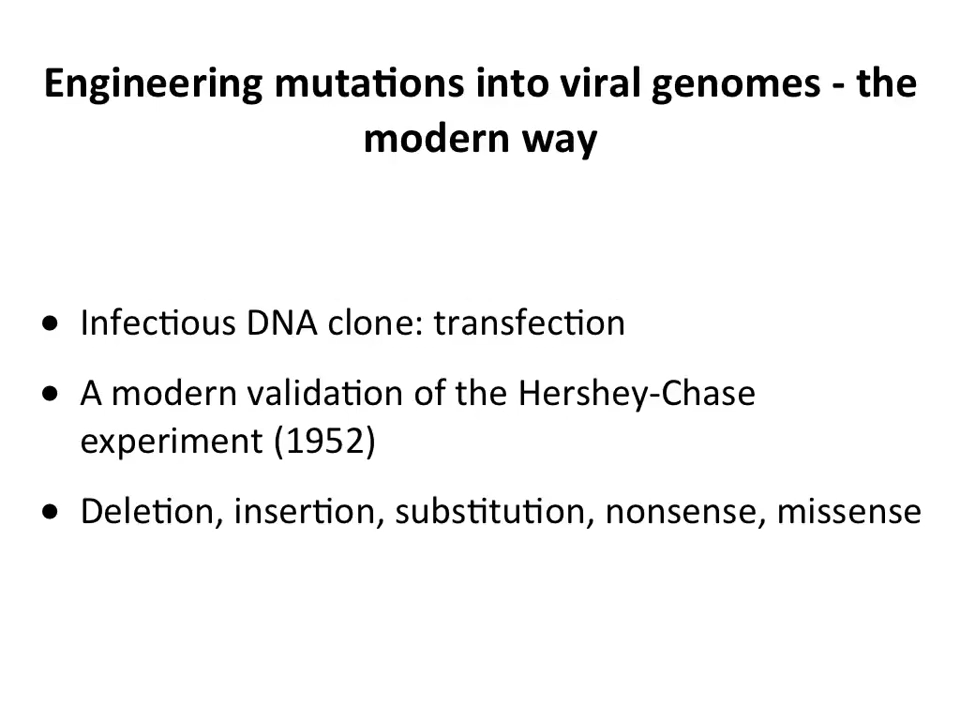 Engineering mutations into viral genomes - the
modern way
• Infectious DNA clone: transfection
• A modern validation of the Hershey-Chase
experiment (1952)
• Deletion, insertion, substitution, nonsense, missense